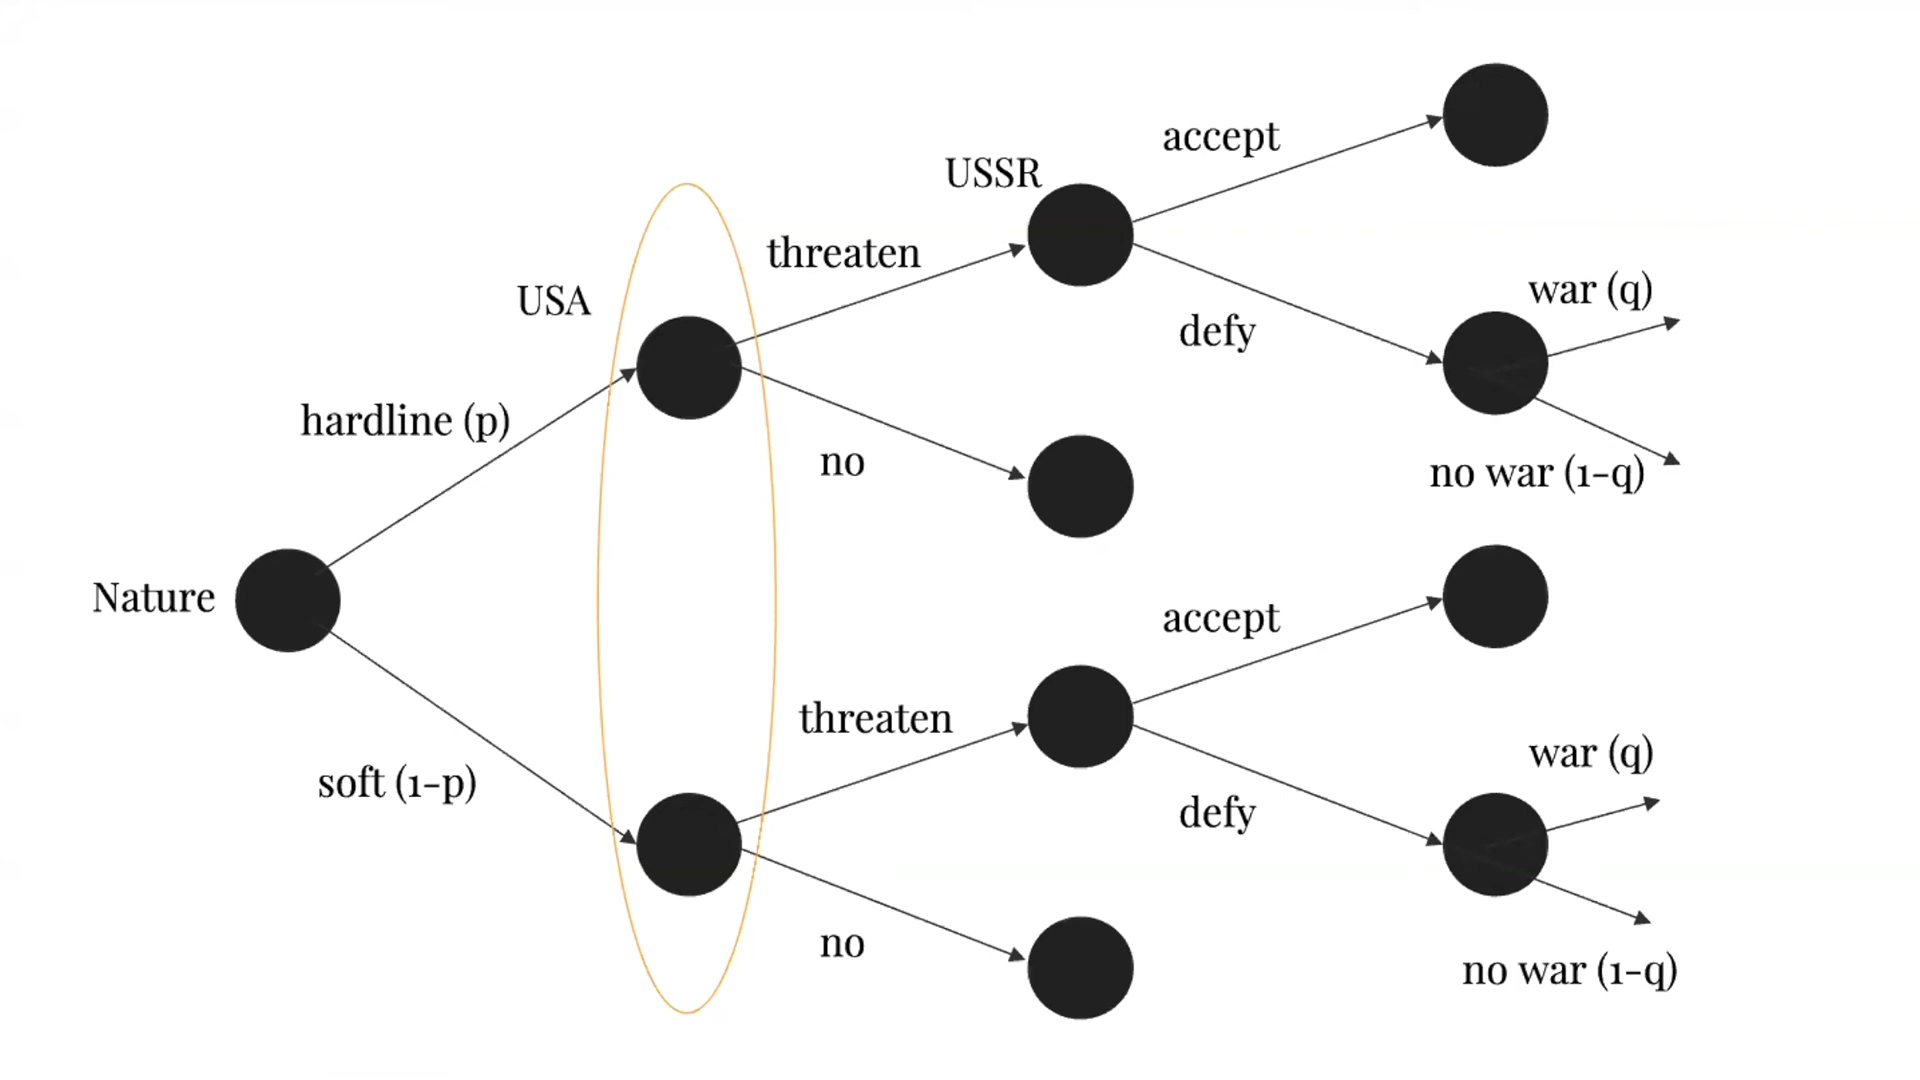 accept
USSR
threaten
war (q)
USA
defy
hardline (p)
no
no war (1-q)
Nature
accept
threaten
soft (1-p)
war (q)
defy
no
no war (1-q)